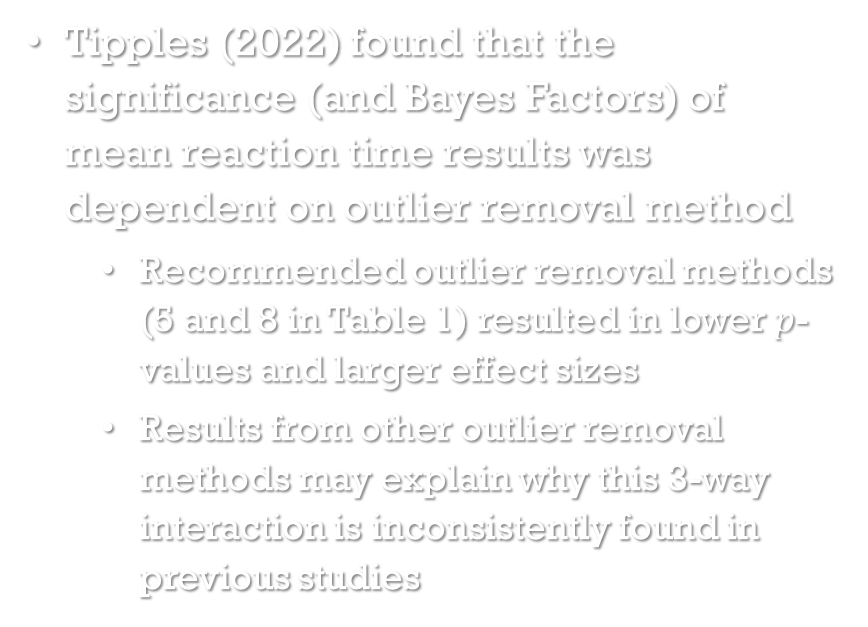 • Tipples (2022) found that the
significance (and Bayes Factors) of
mean reaction time results was
dependent on outlier removal method
• Recommended outlier removal methods
(5 and 8 in Table 1) resulted in lower p-
values and larger effect sizes
• Results from other outlier removal
methods may explain why this 3-way
interaction is inconsistently found in
previous studies